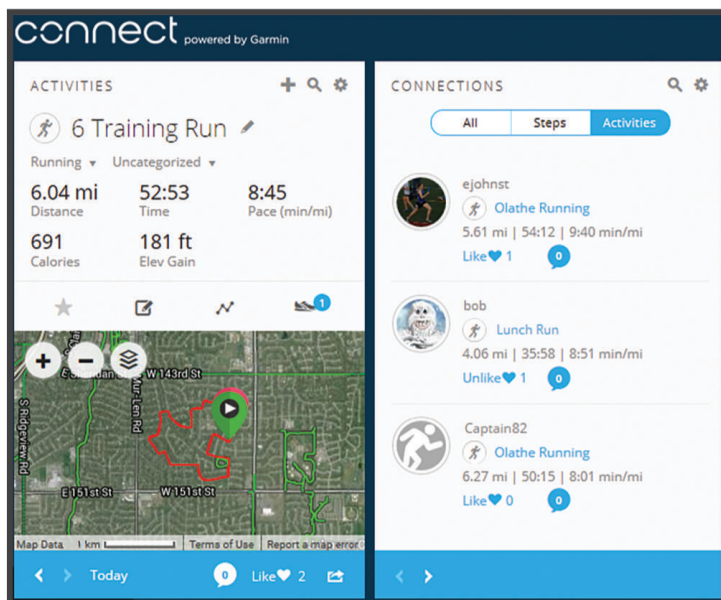 connect powered by Garmin
ACTIVITIES
6 Training Run
Running Uncategorized
6.04 mi 52:53 8:45
Distance Time Pace (min/mi)
691 181 ft
Calories Elev Gain
1
W 143rd St
S Ridgeview Rd
Mur-Len Rd
E 151st St W 151st St
Map Data 1 km Terms of Use Report a map error
Today 0 Like 2
CONNECTIONS
All Steps Activities
ejohnst
Olathe Running
5.61 mi | 54:12 | 9:40 min/mi
Like 1 0
bob
Lunch Run
4.06 mi | 35:58 | 8:51 min/mi
Unlike 1 0
Captain82
Olathe Running
6.27 mi | 50:15 | 8:01 min/mi
Like 0 0